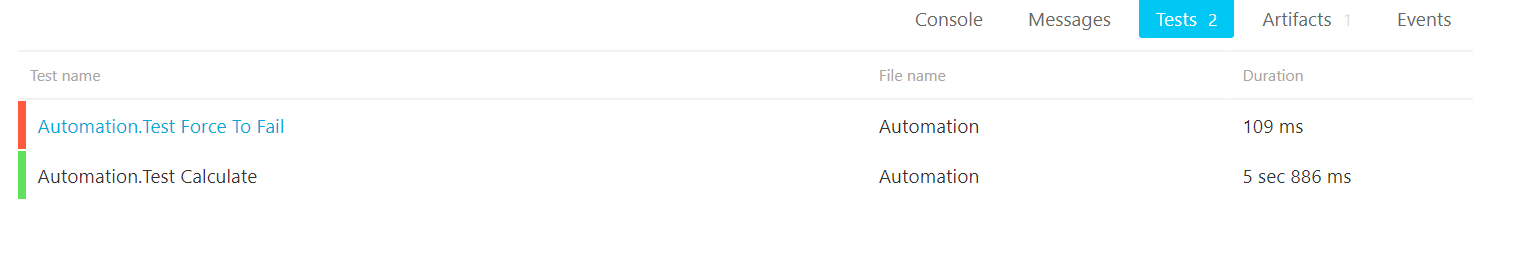 Console Messages Tests 2 Artifacts 1 Events
Test name File name Duration
Automation.Test Force To Fail Automation 109 ms
Automation.Test Calculate Automation 5 sec 886 ms